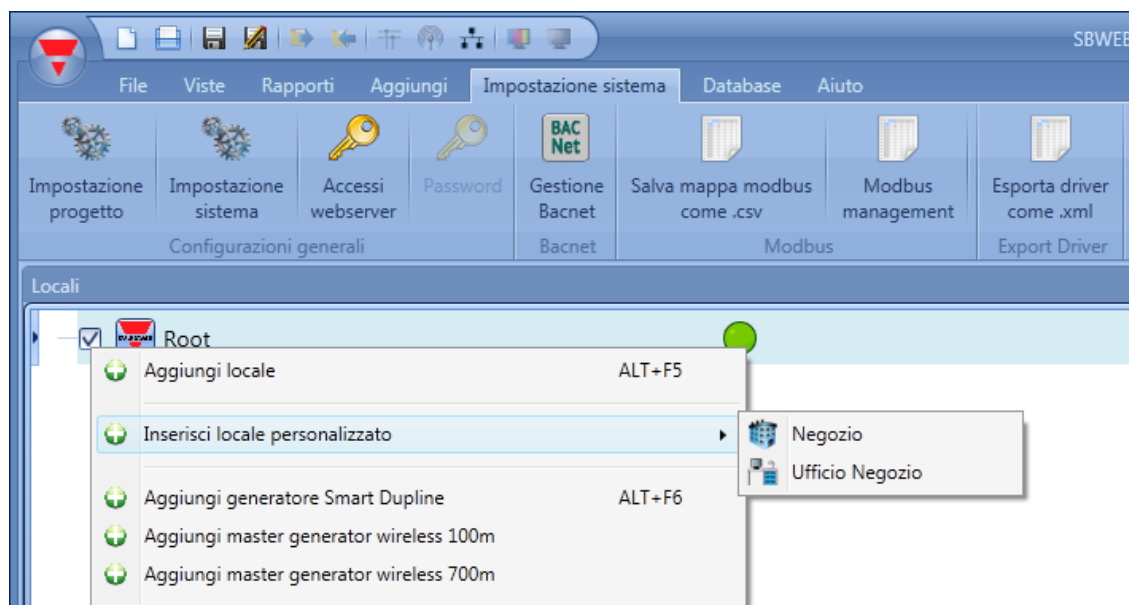 SBWEB
File Viste Rapporti Aggiungi Impostazione sistema Database Aiuto
BAC
Net
Impostazione progetto
Impostazione sistema
Accessi webserver
Password
Gestione Bacnet
Salva mappa modbus come .csv
Modbus management
Esporta driver come .xml
Configurazioni generali Bacnet Modbus Export Driver
Locali
Root
Aggiungi locale ALT+F5
Inserisci locale personalizzato
Negozio
Ufficio Negozio
Aggiungi generatore Smart Dupline ALT+F6
Aggiungi master generator wireless 100m
Aggiungi master generator wireless 700m